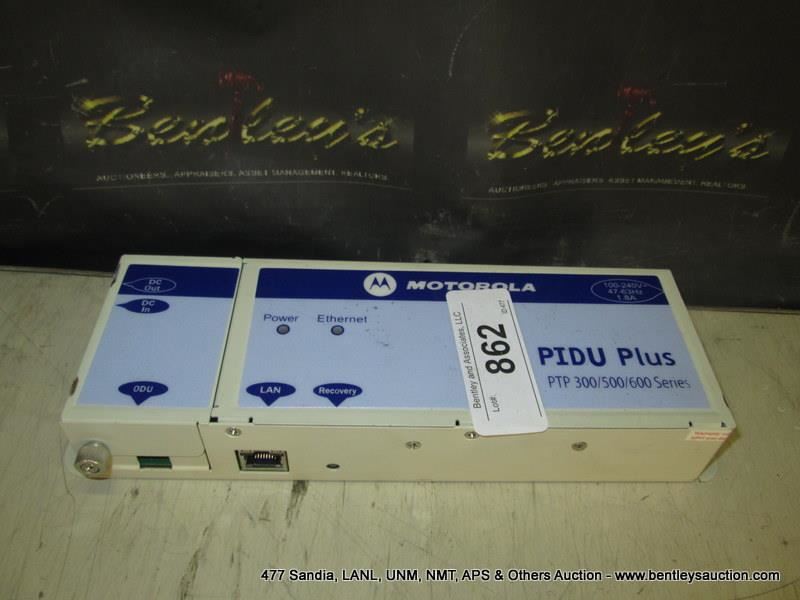 Bentley's
AUCTIONEERS, APPRAISERS, ASSET MANAGEMENT, REALTORS.
Bentley's
AUCTIONEERS, APPRAISERS, ASSET MANAGEMENT, REALTORS.
DC
Out
DC
In
ODU
MOTOROLA
100-240V~
47-63Hz
1.8A
Power
Ethernet
LAN
Recovery
PIDU Plus
PTP 300/500/600 Series
Bentley and Associates, LLC
ID:477
Lot#:
862
477 Sandia, LANL, UNM, NMT, APS & Others Auction - www.bentleysauction.com